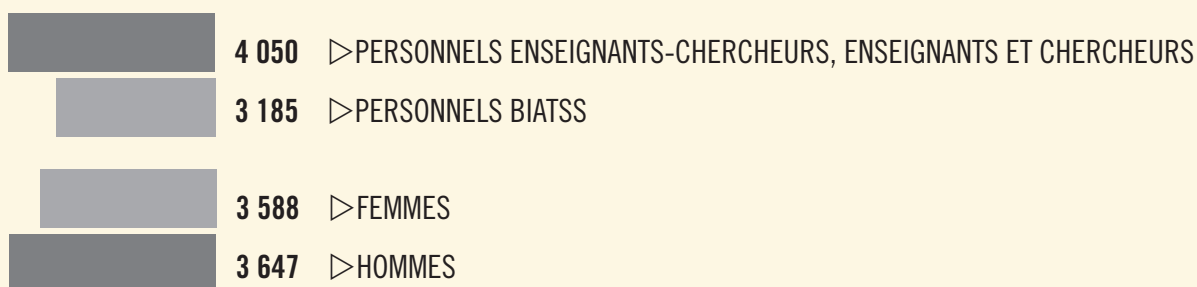 4 050 ▷PERSONNELS ENSEIGNANTS-CHERCHEURS, ENSEIGNANTS ET CHERCHEURS
3 185 ▷PERSONNELS BIATSS
3 588 ▷FEMMES
3 647 ▷HOMMES